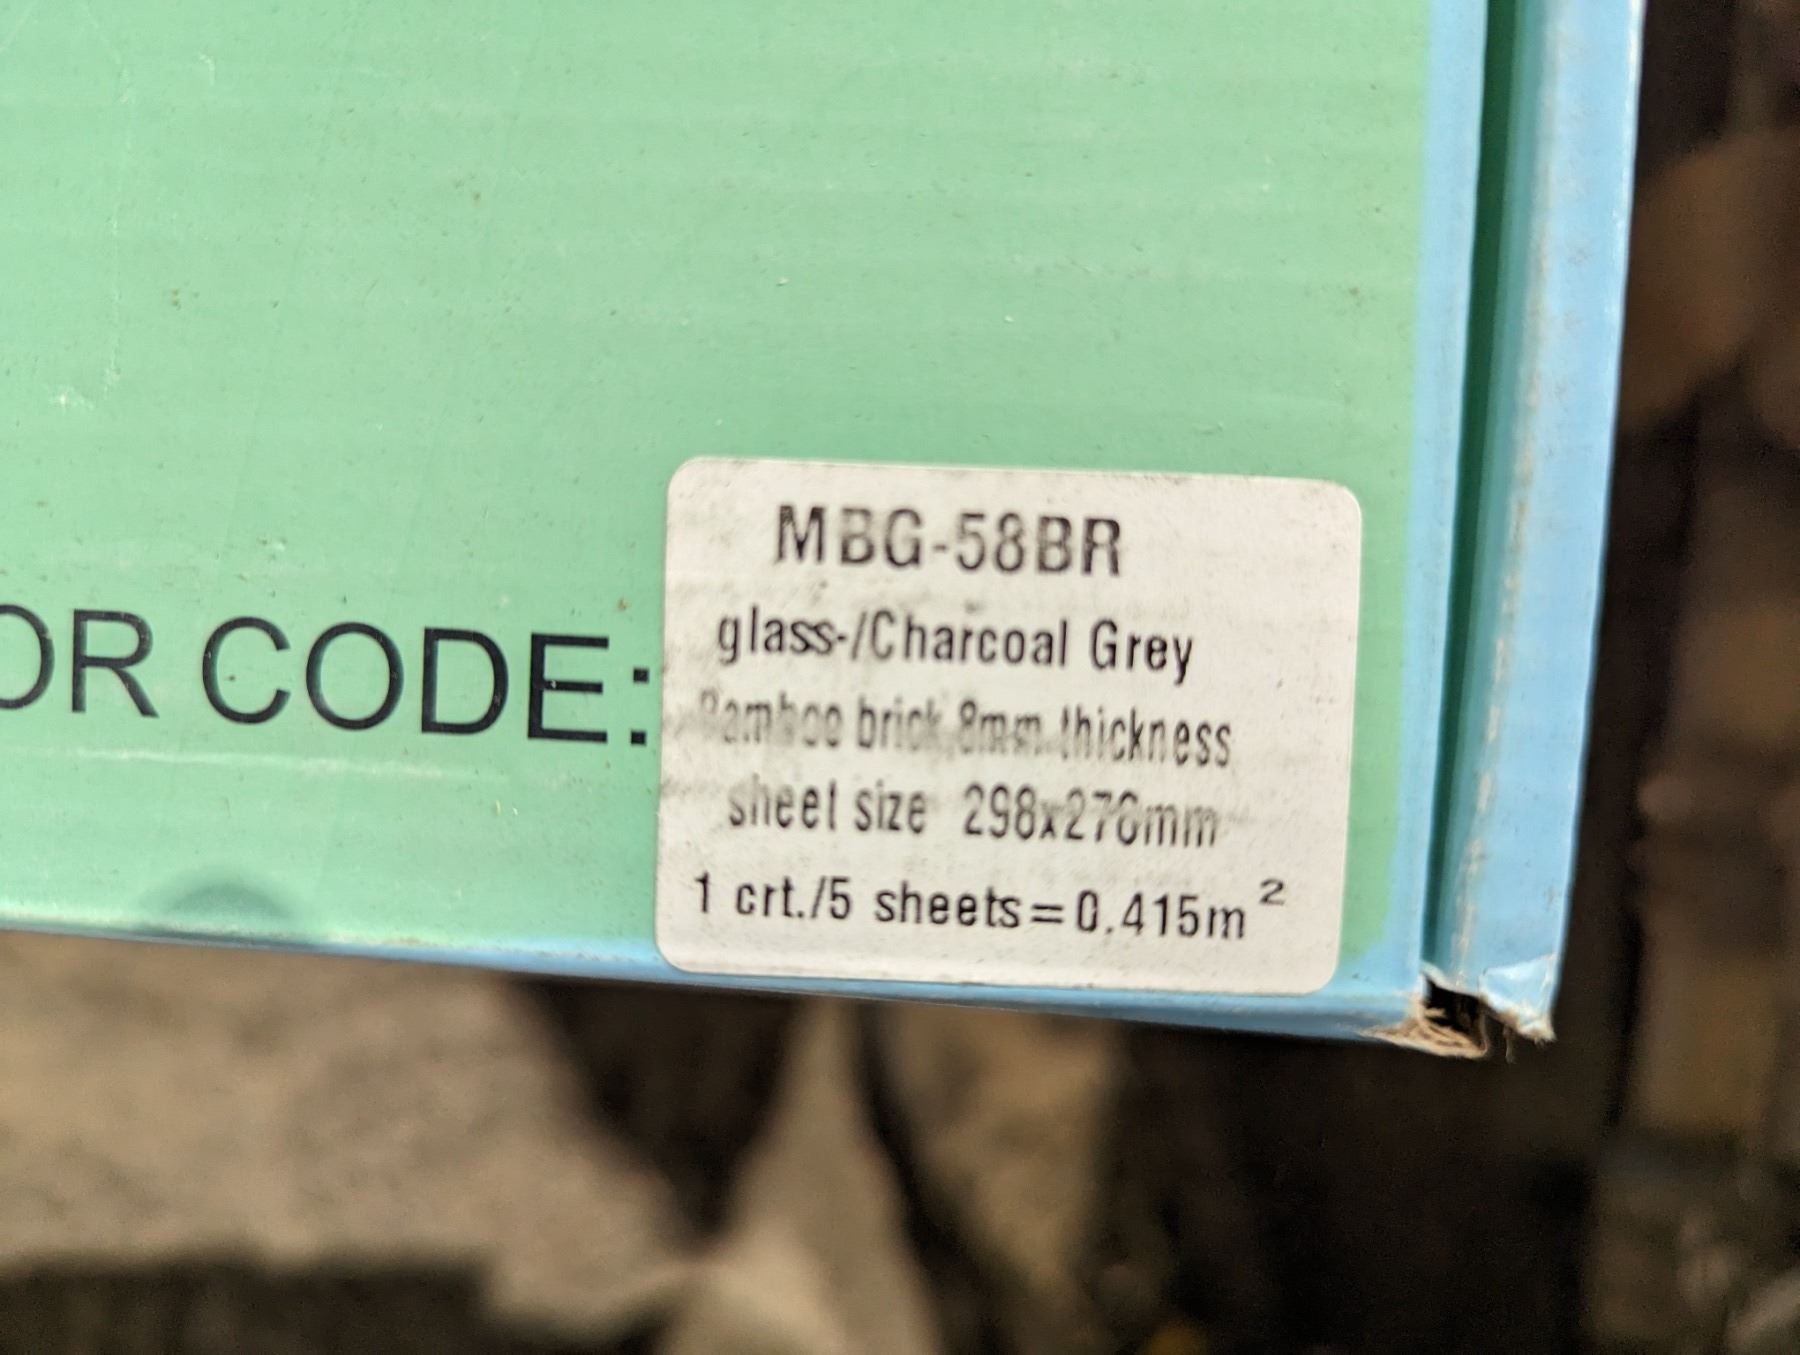 MBG-58BR
glass-/Charcoal Grey
OR CODE:
Bamboo brick,8mm thickness
sheet size 298x278mm
1 crt./5 sheets=0.415m²